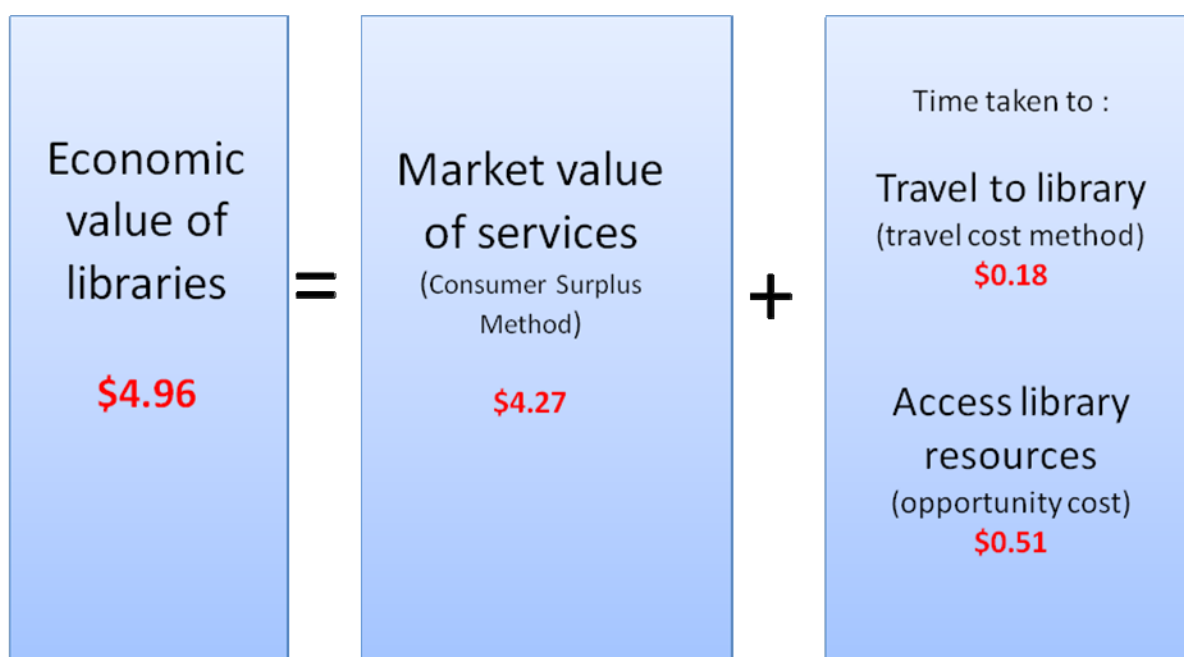 Economic
value of
libraries
$4.96
=
Market value
of services
(Consumer Surplus
Method)
$4.27
+
Time taken to :
Travel to library
(travel cost method)
$0.18
Access library
resources
(opportunity cost)
$0.51